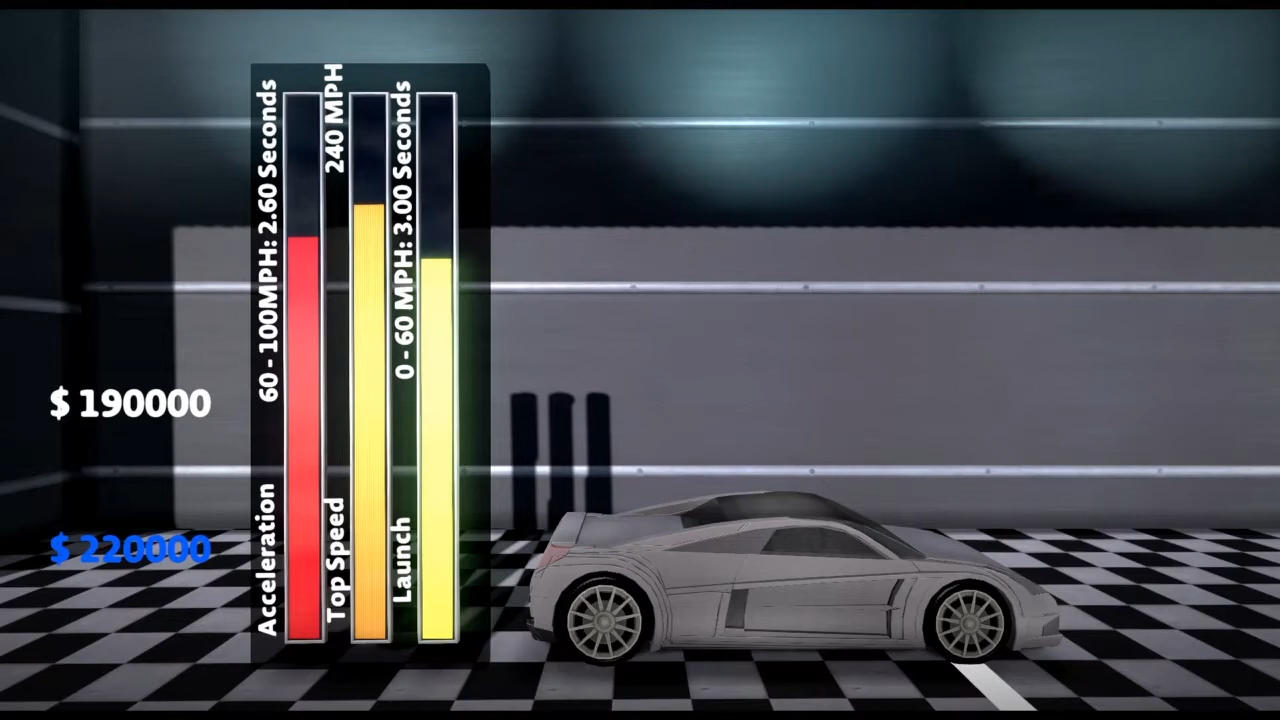 $ 190000
$ 220000
Acceleration 60 - 100MPH: 2.60 Seconds
Top Speed 240 MPH
Launch 0 - 60 MPH: 3.00 Seconds